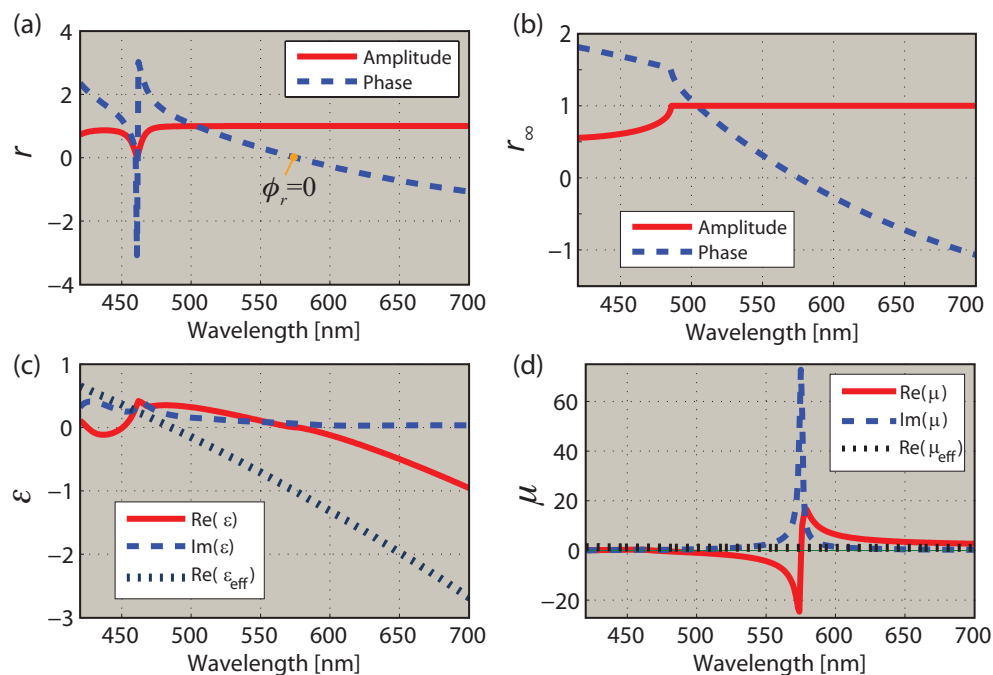 (a)
4
2
0
−2
−4
r
Amplitude
Phase
ϕr=0
450 500 550 600 650 700
Wavelength [nm]
(b)
2
1
0
−1
r∞
Amplitude
Phase
450 500 550 600 650 700
Wavelength [nm]
(c)
1
0
−1
−2
−3
ε
Re( ε)
Im(ε)
Re( εeff)
450 500 550 600 650 700
Wavelength [nm]
(d)
60
40
20
0
−20
μ
Re(μ)
Im(μ)
Re(μeff)
450 500 550 600 650 700
Wavelength [nm]